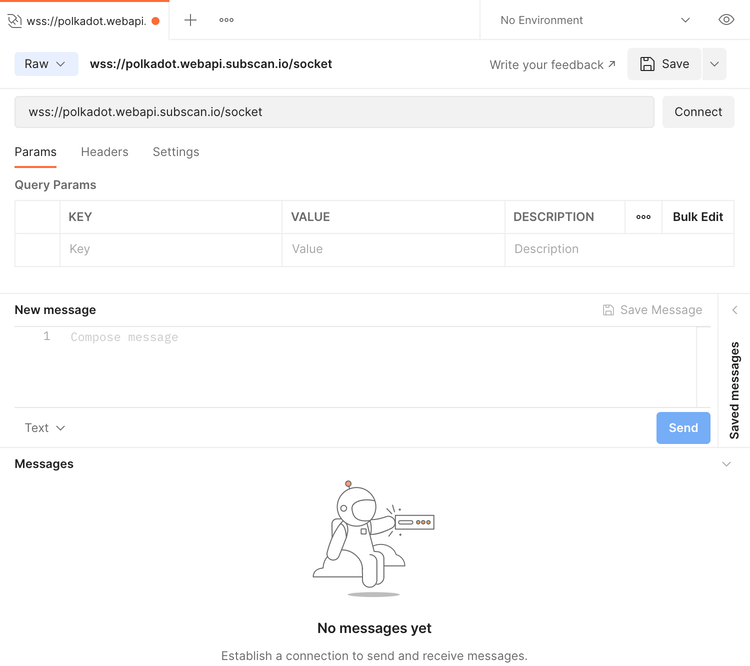 wss://polkadot.webapi.
No Environment
Raw
wss://polkadot.webapi.subscan.io/socket
Write your feedback ↗
Save
wss://polkadot.webapi.subscan.io/socket
Connect
Params Headers Settings
Query Params
KEY VALUE DESCRIPTION Bulk Edit
Key Value Description
New message
Save Message
1 Compose message
Saved messages
Text
Send
Messages
No messages yet
Establish a connection to send and receive messages.